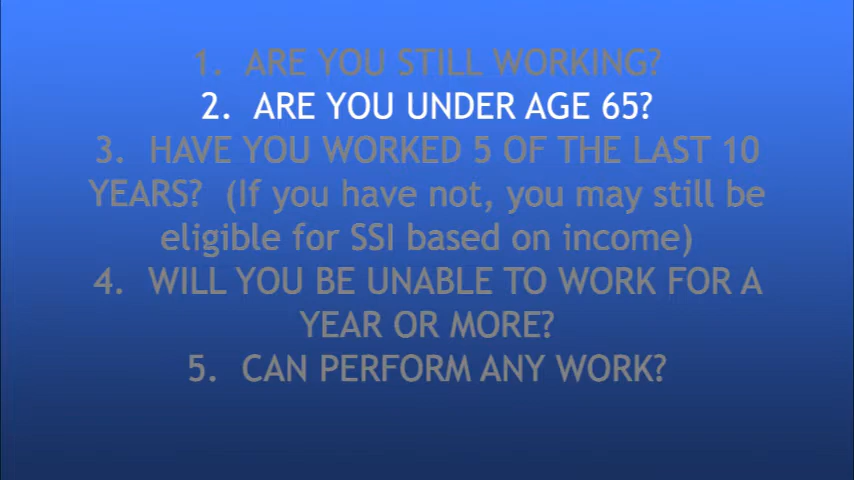 1. ARE YOU STILL WORKING?
2. ARE YOU UNDER AGE 65?
3. HAVE YOU WORKED 5 OF THE LAST 10
YEARS? (If you have not, you may still be
eligible for SSI based on income)
4. WILL YOU BE UNABLE TO WORK FOR A
YEAR OR MORE?
5. CAN PERFORM ANY WORK?